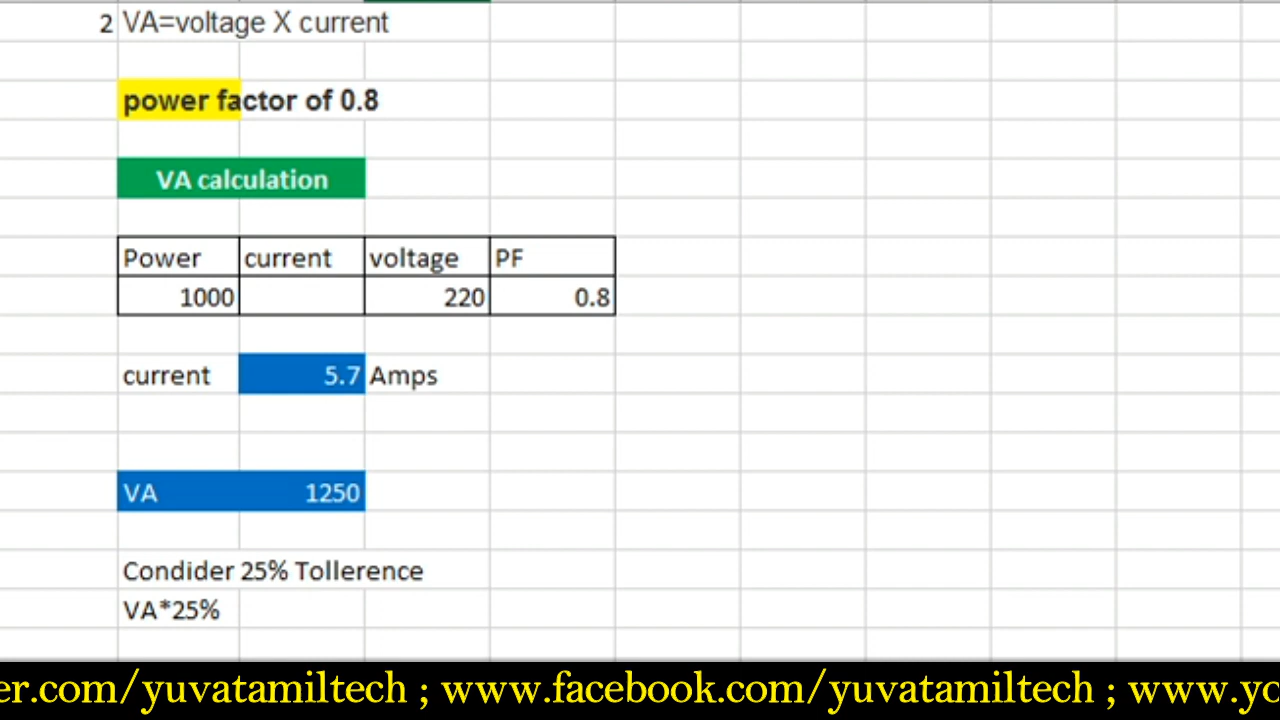 2 VA=voltage X current
power factor of 0.8
VA calculation
Power current voltage PF
1000 220 0.8
current 5.7 Amps
VA 1250
Condider 25% Tollerence
VA*25%
er.com/yuvatamiltech ; www.facebook.com/yuvatamiltech ; www.yo